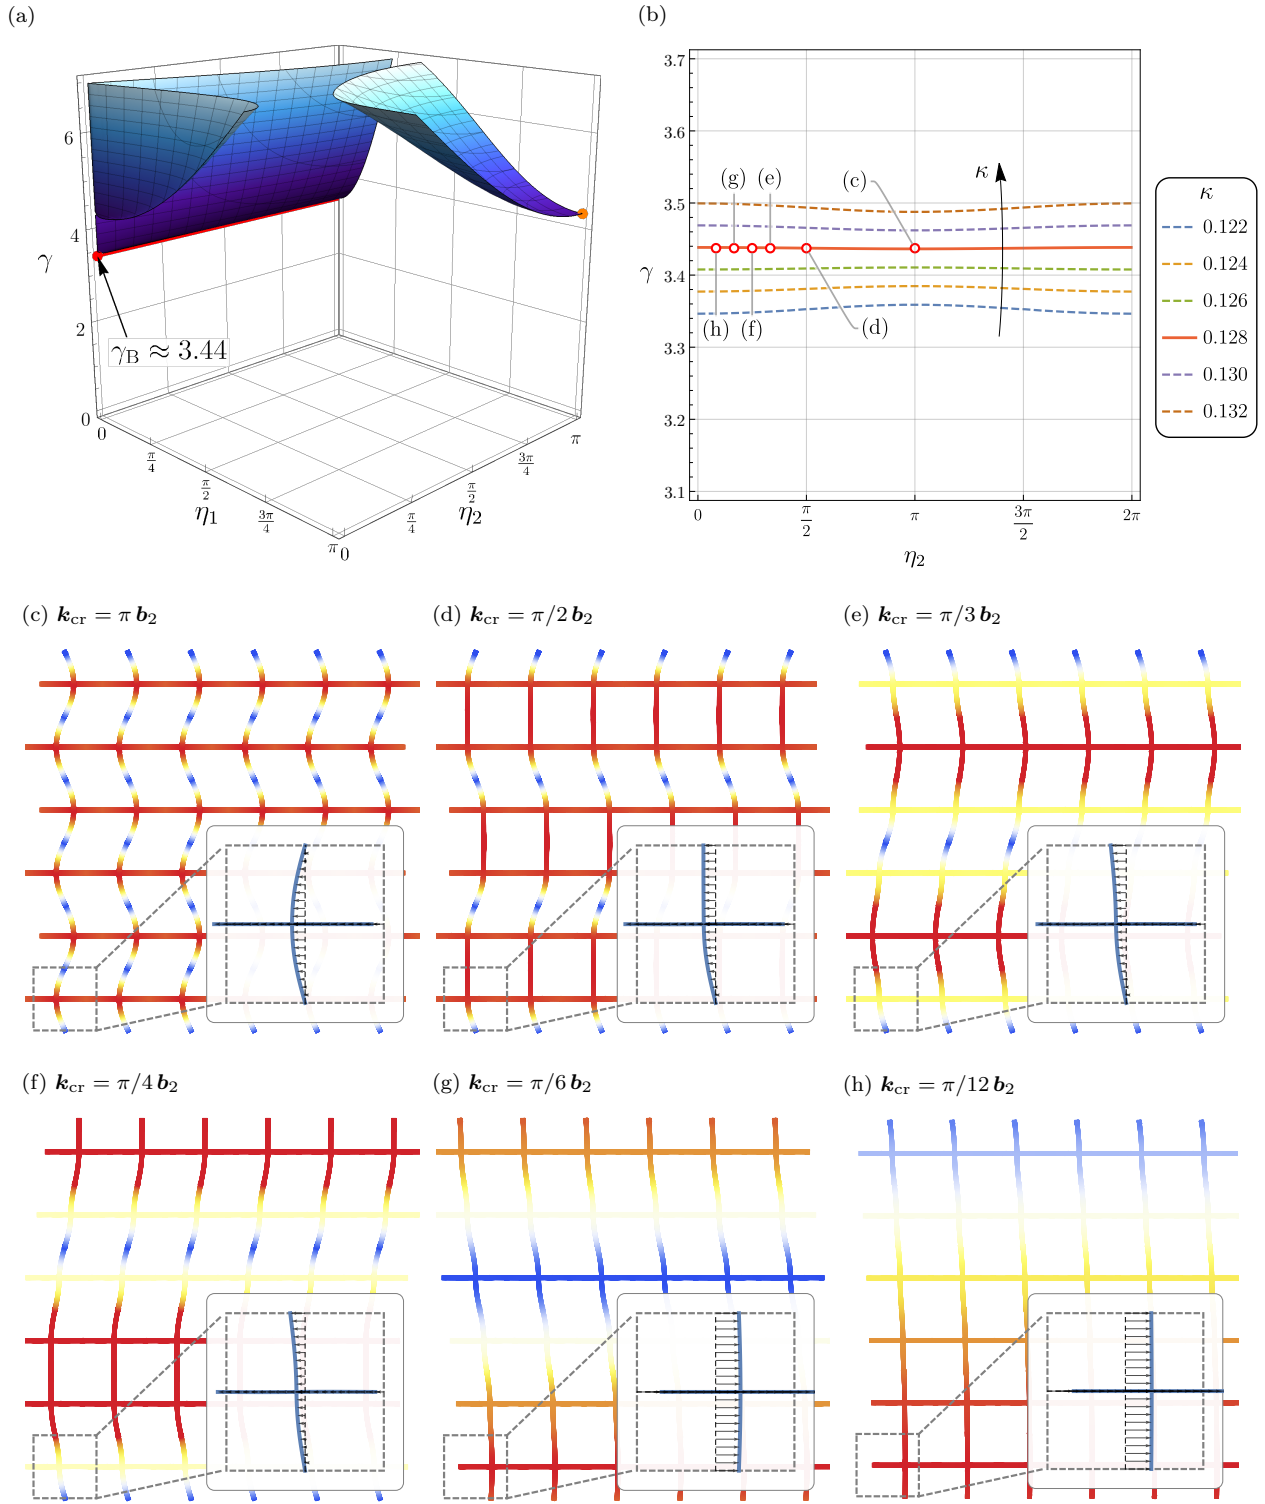 (a)
6
4
γ
2
0
γB ≈ 3.44
0
π/4
π/2
η1
3π/4
π
0
π/4
π/2
η2
3π/4
π
(b)
3.7
3.6
3.5
γ
3.4
3.3
3.2
3.1
(g) (e) (c) κ
(h) (f) (d)
0 π/2 π 3π/2 2π
η2
κ
0.122
0.124
0.126
0.128
0.130
0.132
(c) kcr = π b2
(d) kcr = π/2 b2
(e) kcr = π/3 b2
(f) kcr = π/4 b2
(g) kcr = π/6 b2
(h) kcr = π/12 b2